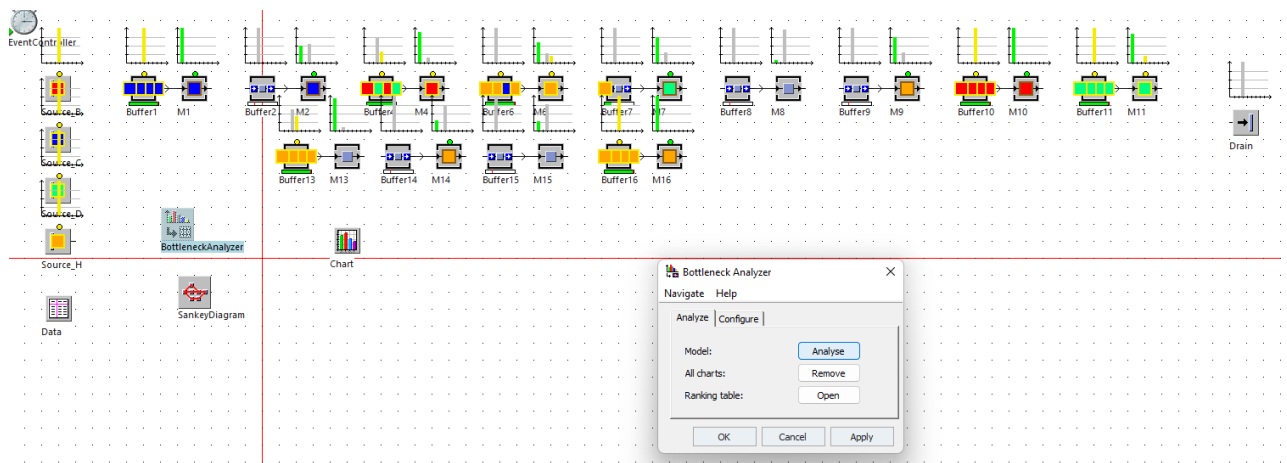 EventController
Buffer1 M1 Buffer2 M2 Buffer4 M4 Buffer6 M6 Buffer7 M7 Buffer8 M8 Buffer9 M9 Buffer10 M10 Buffer11 M11
Source_B
Drain
Source_C
Buffer13 M13 Buffer14 M14 Buffer15 M15 Buffer16 M16
Source_D
BottleneckAnalyzer
Source_H
Chart
SankeyDiagram
Data
Bottleneck Analyzer
Navigate Help
Analyze Configure
Model: Analyse
All charts: Remove
Ranking table: Open
OK Cancel Apply